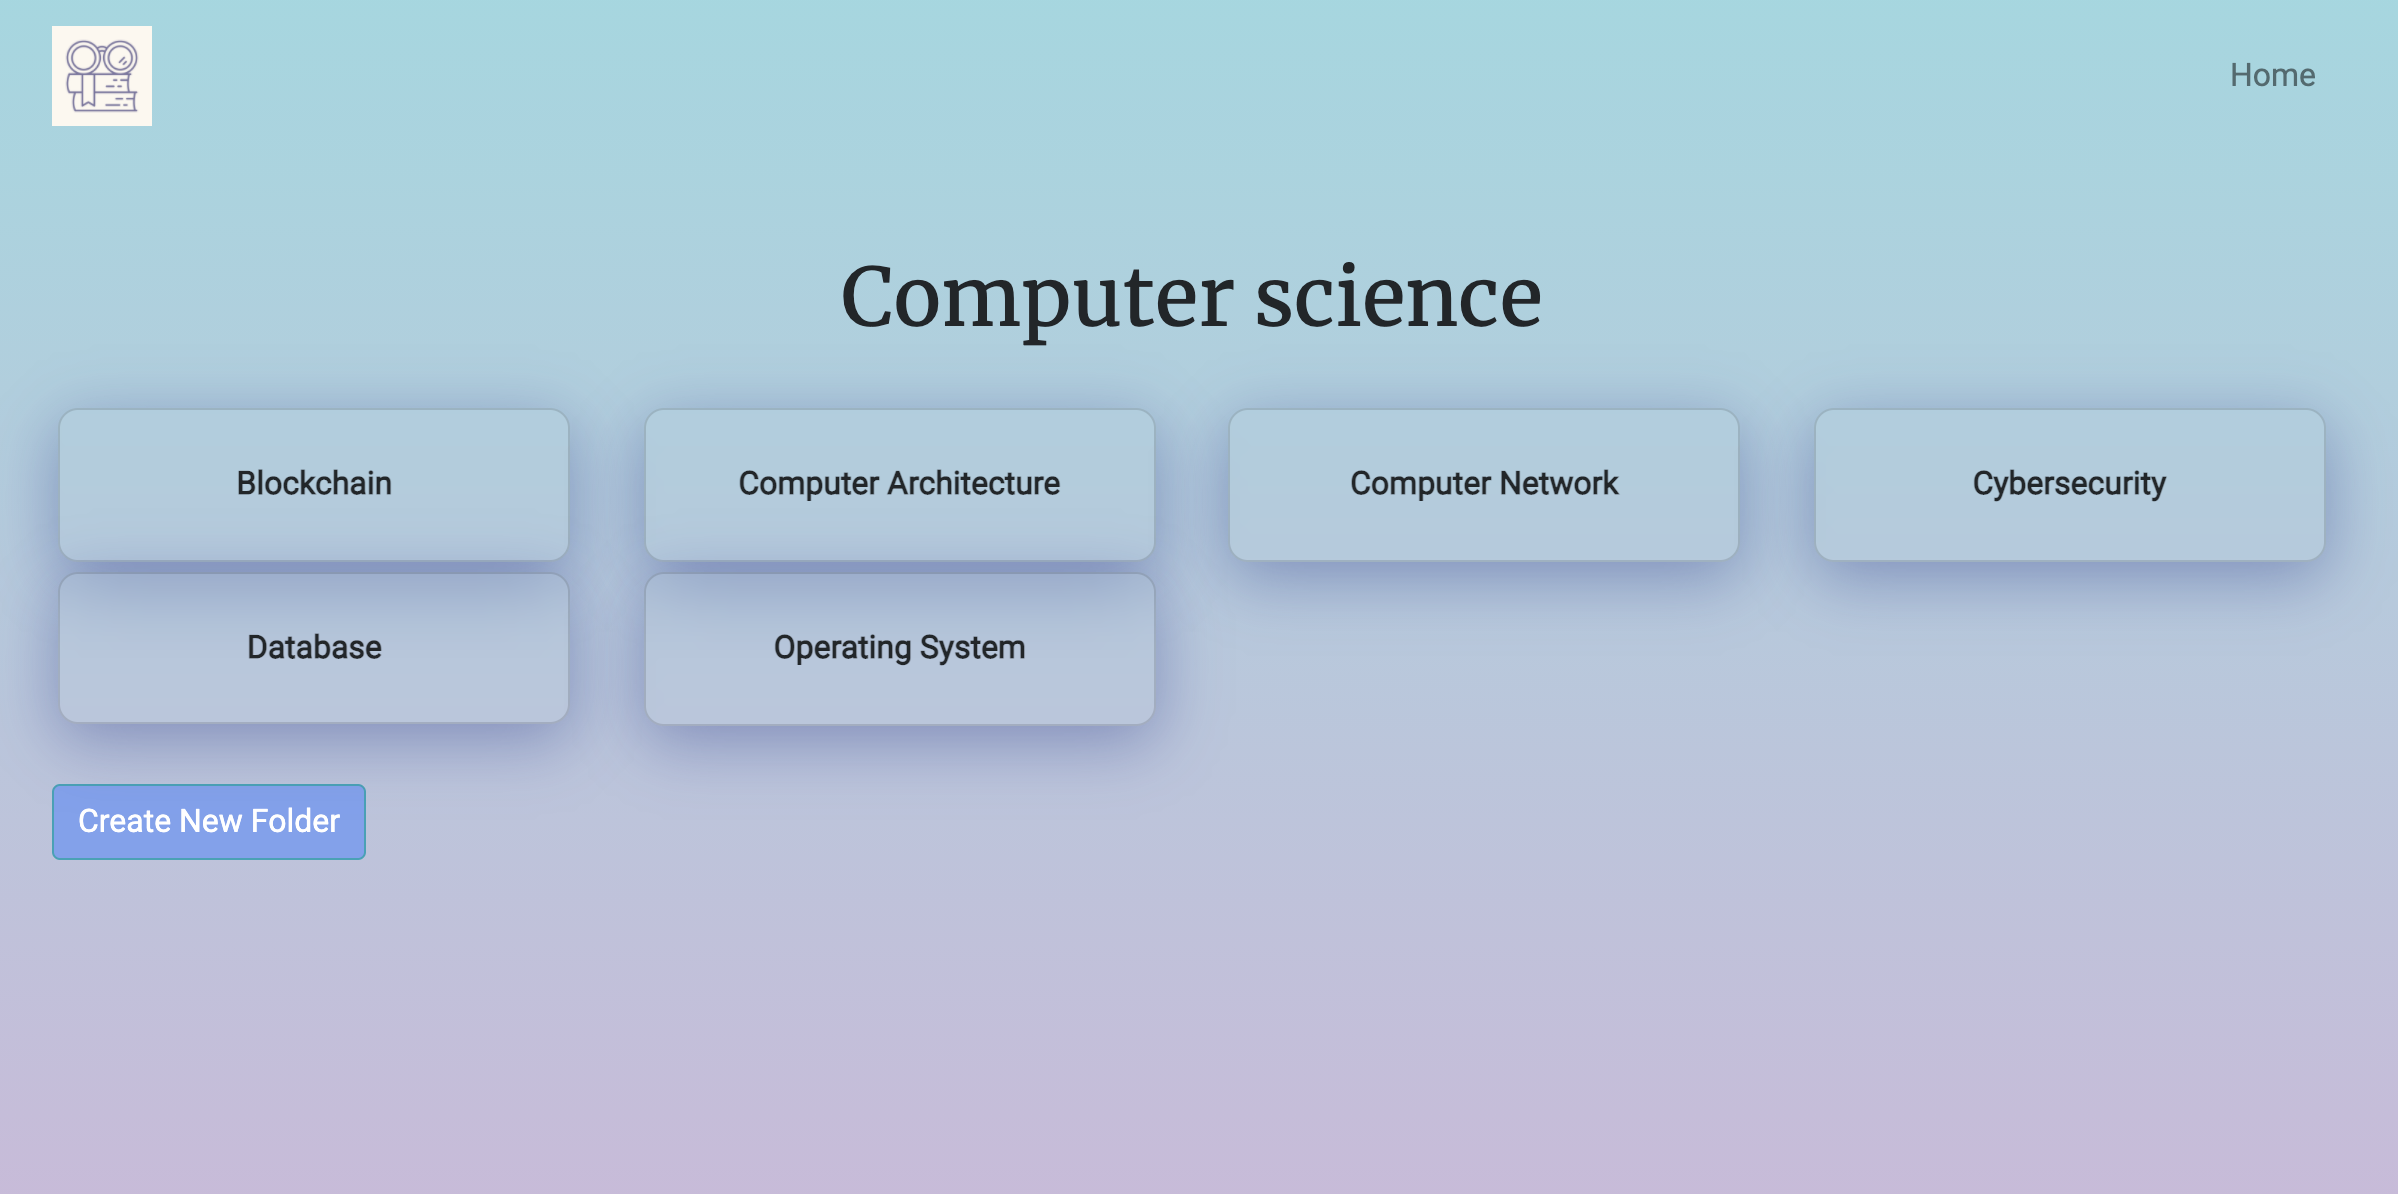 Home
Computer science
Blockchain
Computer Architecture
Computer Network
Cybersecurity
Database
Operating System
Create New Folder